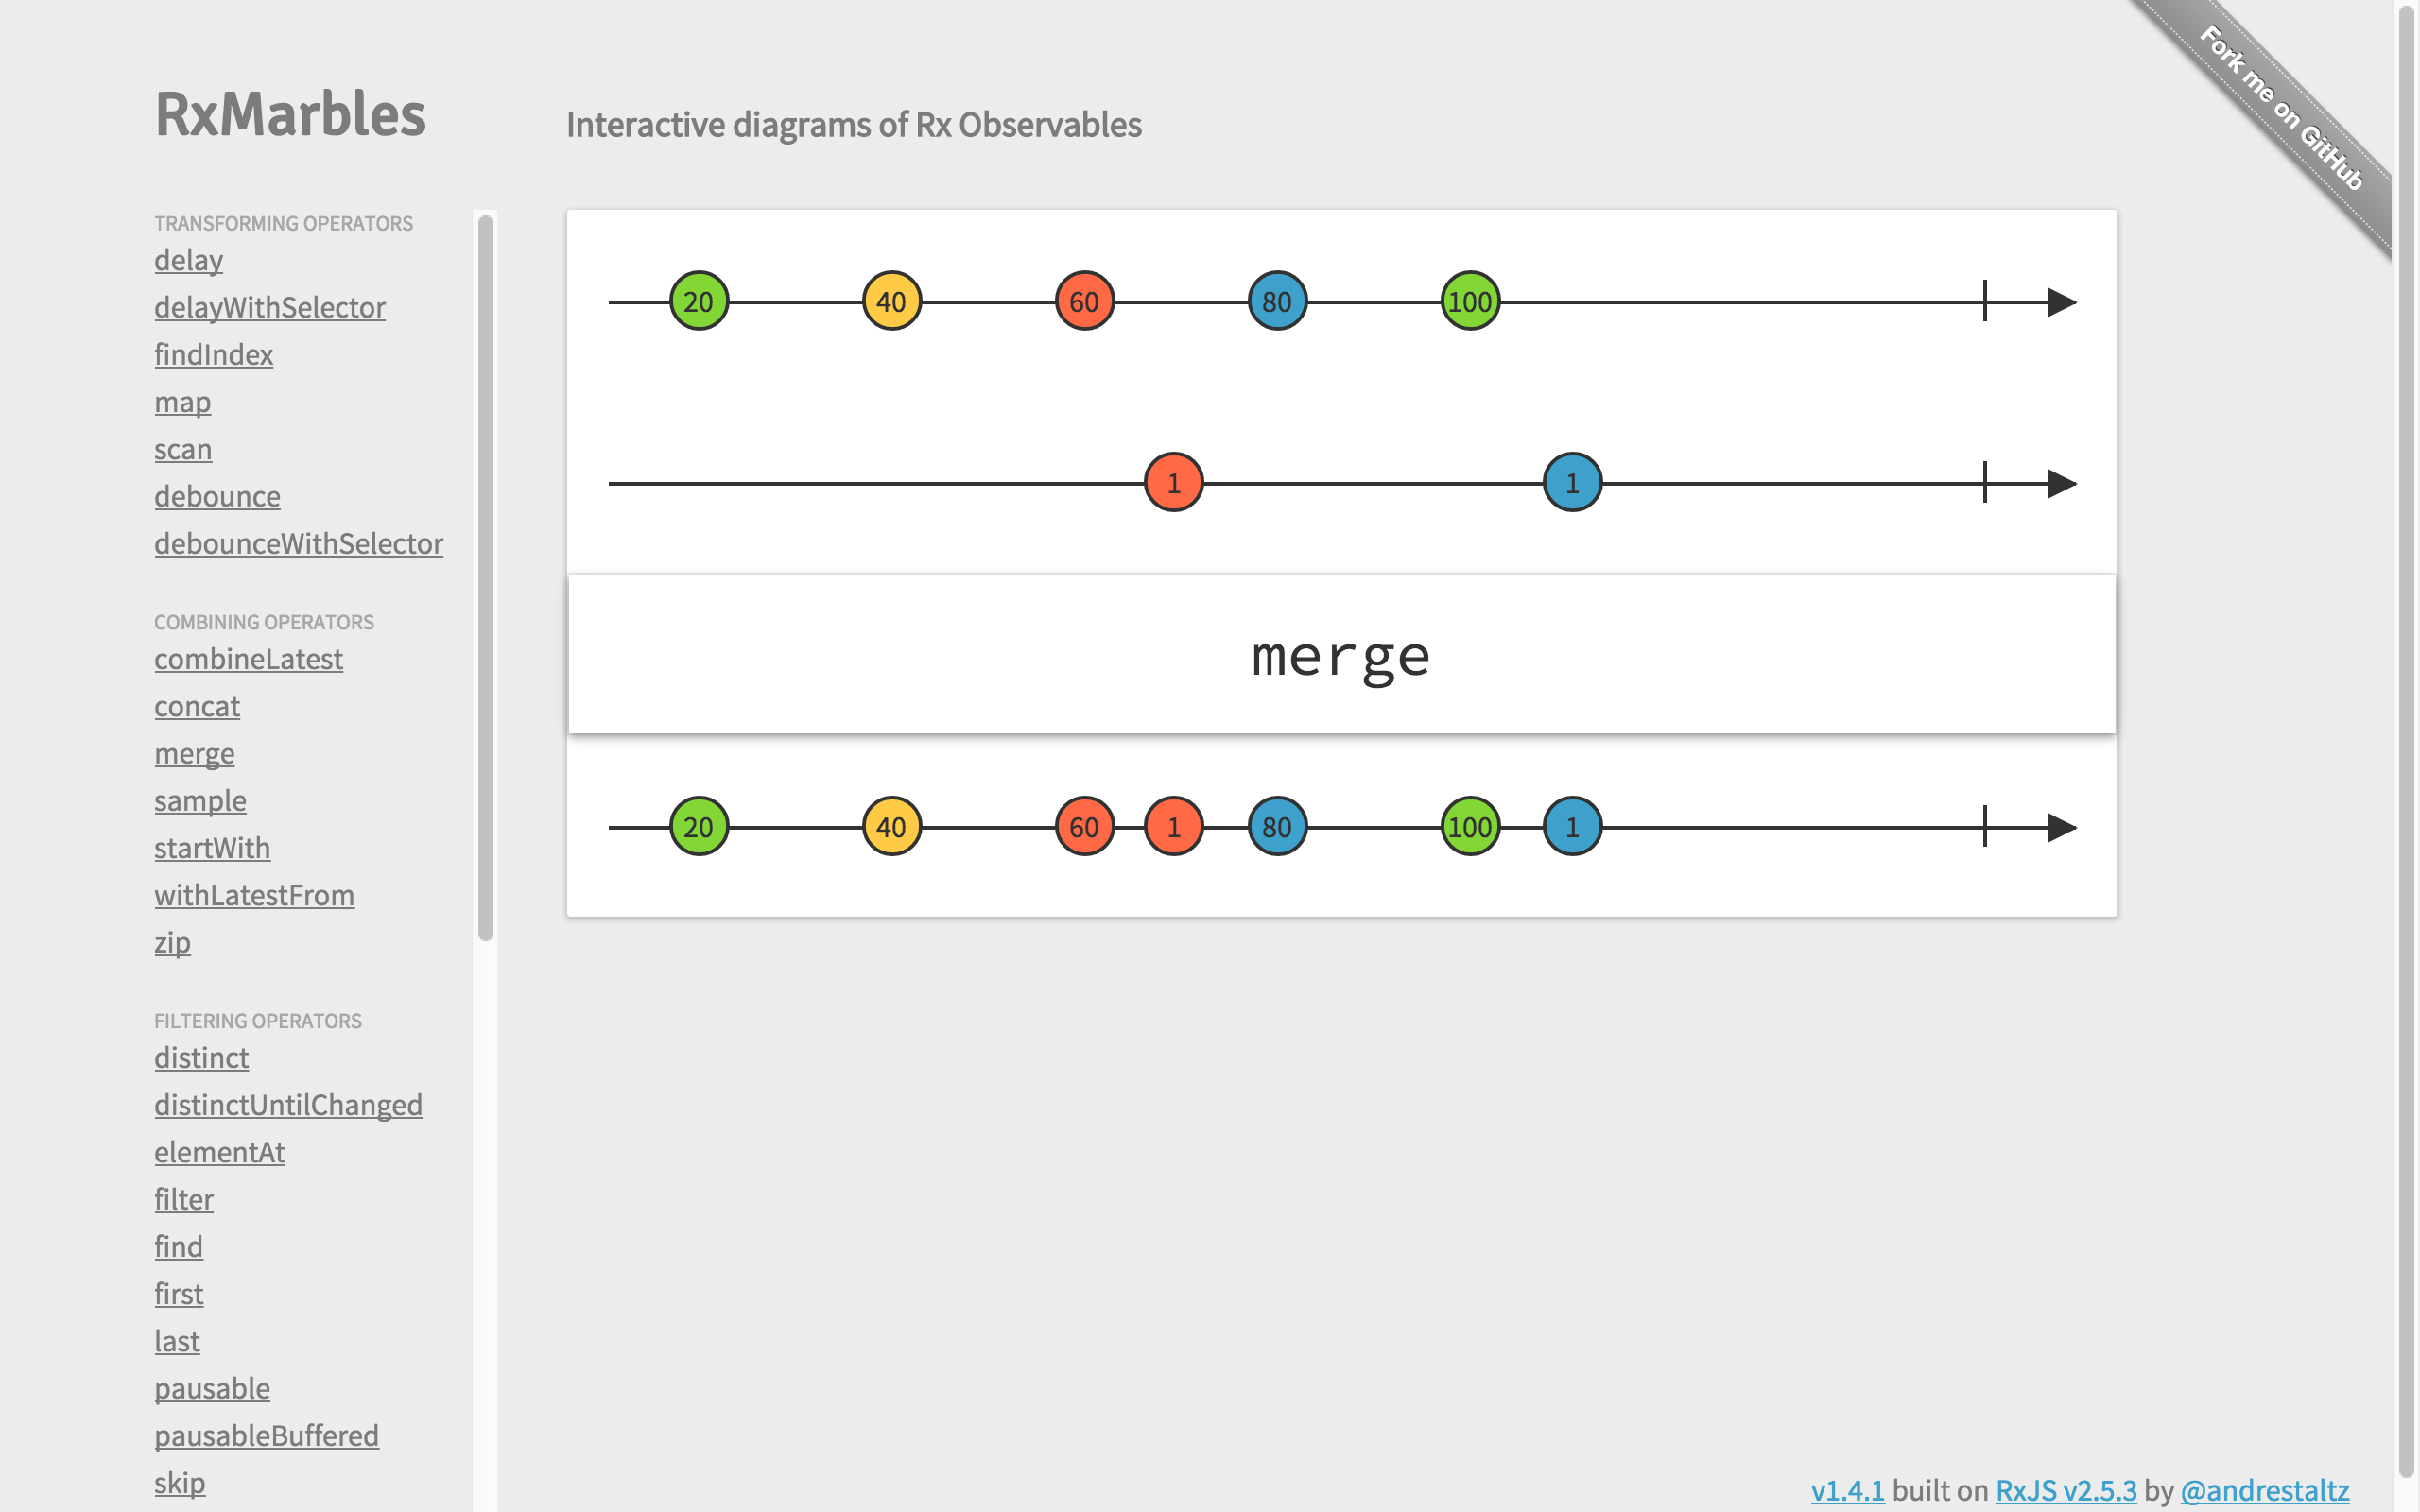 RxMarbles
Interactive diagrams of Rx Observables
Fork me on GitHub
TRANSFORMING OPERATORS
delay
delayWithSelector
findIndex
map
scan
debounce
debounceWithSelector
COMBINING OPERATORS
combineLatest
concat
merge
sample
startWith
withLatestFrom
zip
FILTERING OPERATORS
distinct
distinctUntilChanged
elementAt
filter
find
first
last
pausable
pausableBuffered
skip
20 40 60 80 100
1 1
merge
20 40 60 1 80 100 1
v1.4.1 built on RxJS v2.5.3 by @andrestaltz